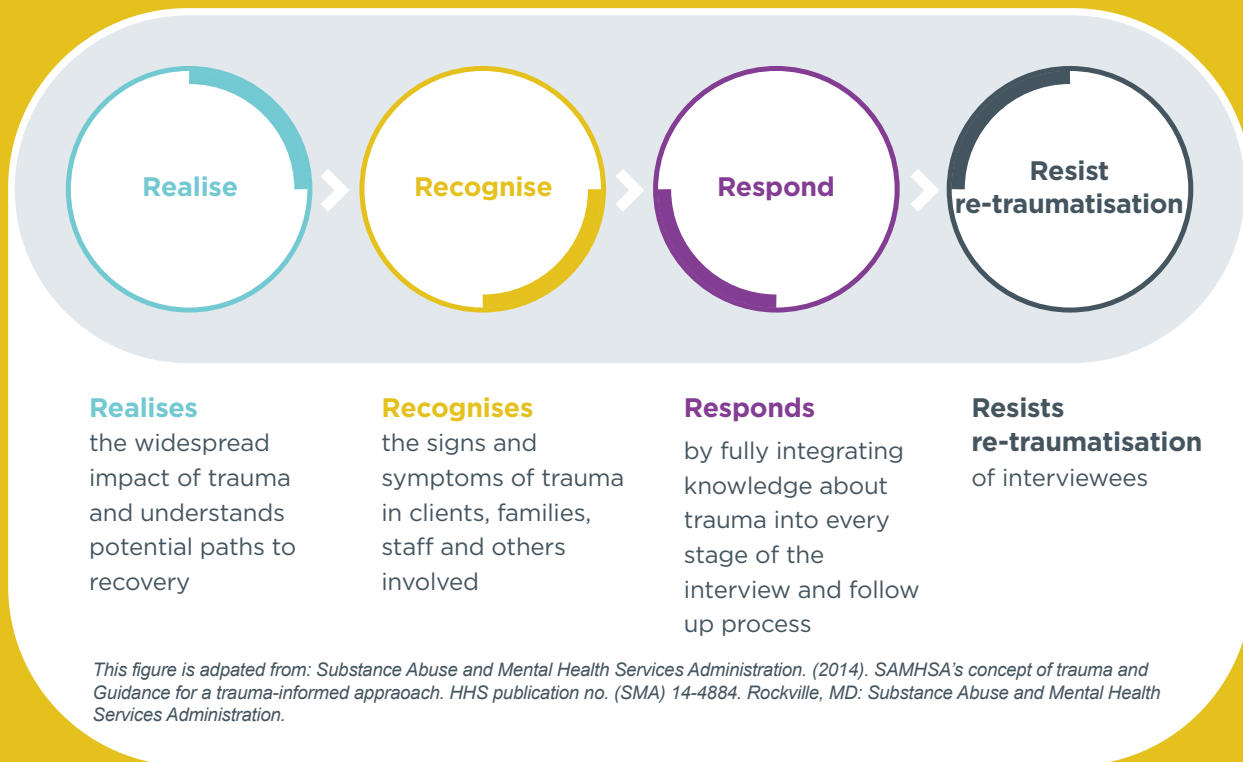 Realise
Recognise
Respond
Resist
re-traumatisation
Realises
the widespread
impact of trauma
and understands
potential paths to
recovery
Recognises
the signs and
symptoms of trauma
in clients, families,
staff and others
involved
Responds
by fully integrating
knowledge about
trauma into every
stage of the
interview and follow
up process
Resists
re-traumatisation
of interviewees
This figure is adpated from: Substance Abuse and Mental Health Services Administration. (2014). SAMHSA's concept of trauma and
Guidance for a trauma-informed appraoach. HHS publication no. (SMA) 14-4884. Rockville, MD: Substance Abuse and Mental Health
Services Administration.